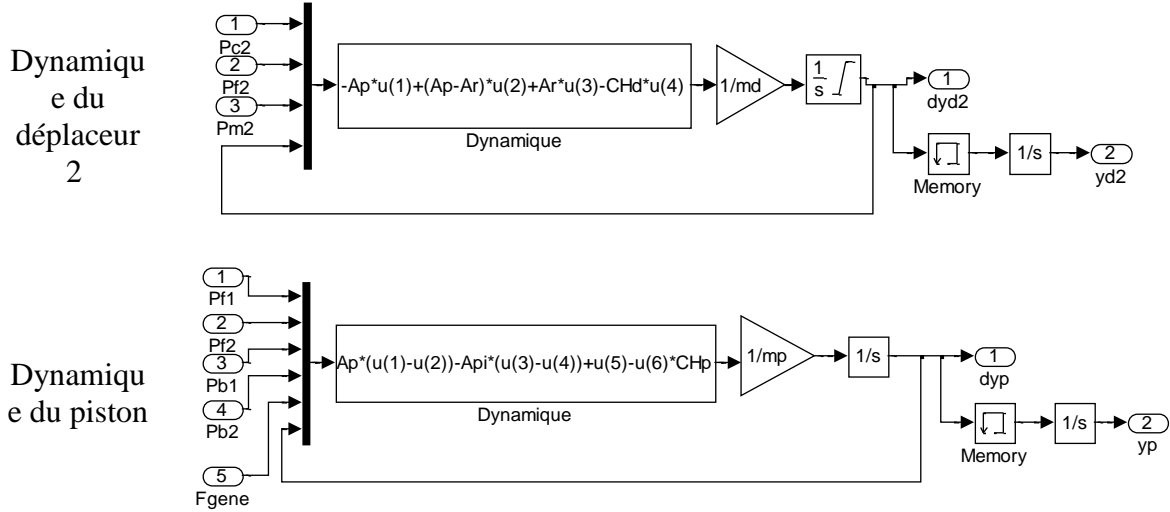 Dynamiqu
e du
déplaceur
2
1
Pc2
2
Pf2
3
Pm2
-Ap*u(1)+(Ap-Ar)*u(2)+Ar*u(3)-CHd*u(4)
Dynamique
1/md
1
s
1
dyd2
Memory
1/s
2
yd2
Dynamiqu
e du piston
1
Pf1
2
Pf2
3
Pb1
4
Pb2
5
Fgene
Ap*(u(1)-u(2))-Api*(u(3)-u(4))+u(5)-u(6)*CHp
Dynamique
1/mp
1/s
1
dyp
Memory
1/s
2
yp